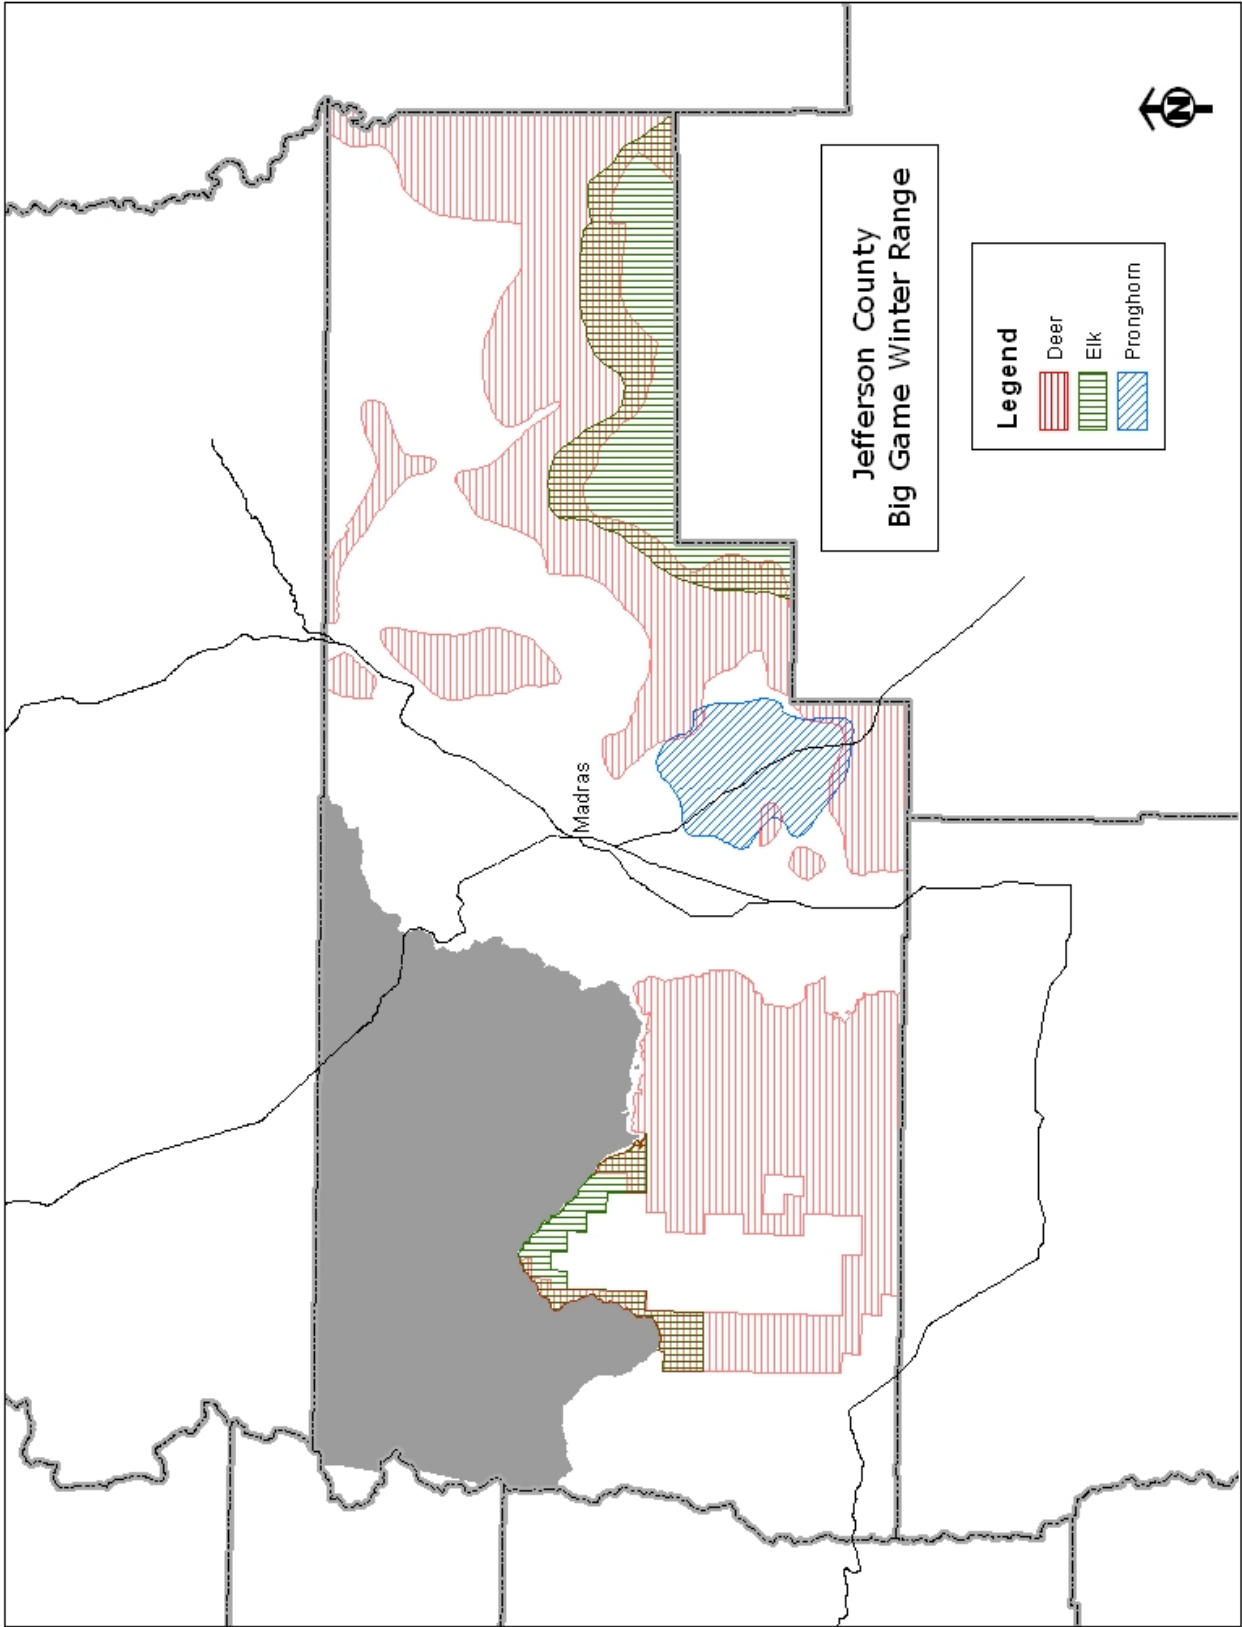 Madras
Jefferson County
Big Game Winter Range
Legend
Deer
Elk
Pronghorn
N